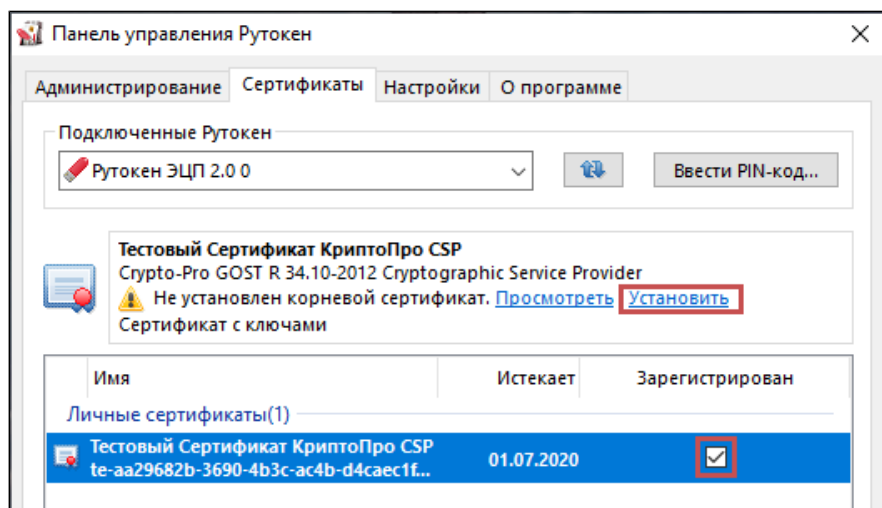 Панель управления Рутокен
Администрирование Сертификаты Настройки О программе
Подключенные Рутокен
Рутокен ЭЦП 2.0 0 Ввести PIN-код...
Тестовый Сертификат КриптоПро CSP
Crypto-Pro GOST R 34.10-2012 Cryptographic Service Provider
Не установлен корневой сертификат. Просмотреть Установить
Сертификат с ключами
Имя Истекает Зарегистрирован
Личные сертификаты(1)
Тестовый Сертификат КриптоПро CSP
te-aa29682b-3690-4b3c-ac4b-d4caec1f... 01.07.2020